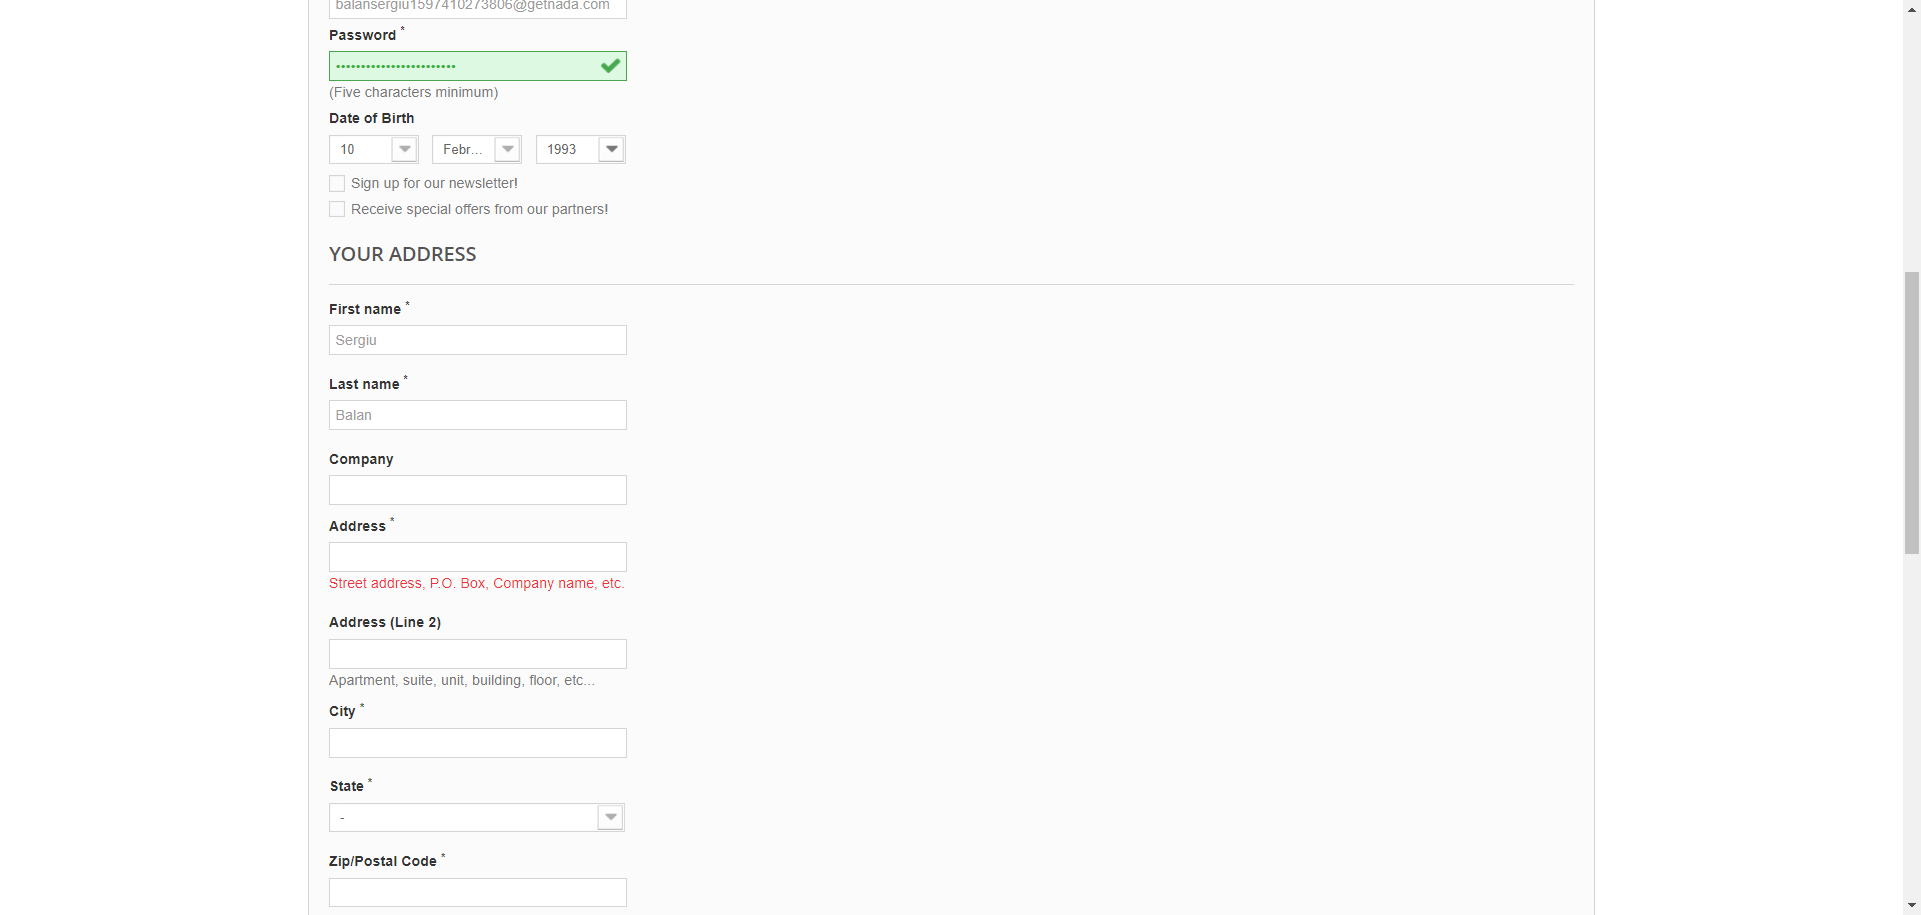 balansergiu1597410273806@getnada.com
Password *
••••••••••••••••••••••••
(Five characters minimum)
Date of Birth
10 Febr... 1993
Sign up for our newsletter!
Receive special offers from our partners!
YOUR ADDRESS
First name *
Sergiu
Last name *
Balan
Company
Address *
Street address, P.O. Box, Company name, etc.
Address (Line 2)
Apartment, suite, unit, building, floor, etc...
City *
State *
-
Zip/Postal Code *